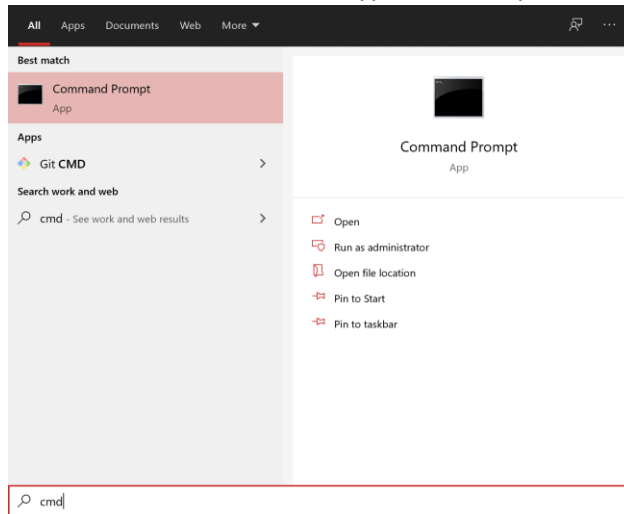 All Apps Documents Web More
Best match
Command Prompt
App
Apps
Git CMD
Search work and web
cmd - See work and web results
Command Prompt
App
Open
Run as administrator
Open file location
Pin to Start
Pin to taskbar
cmd